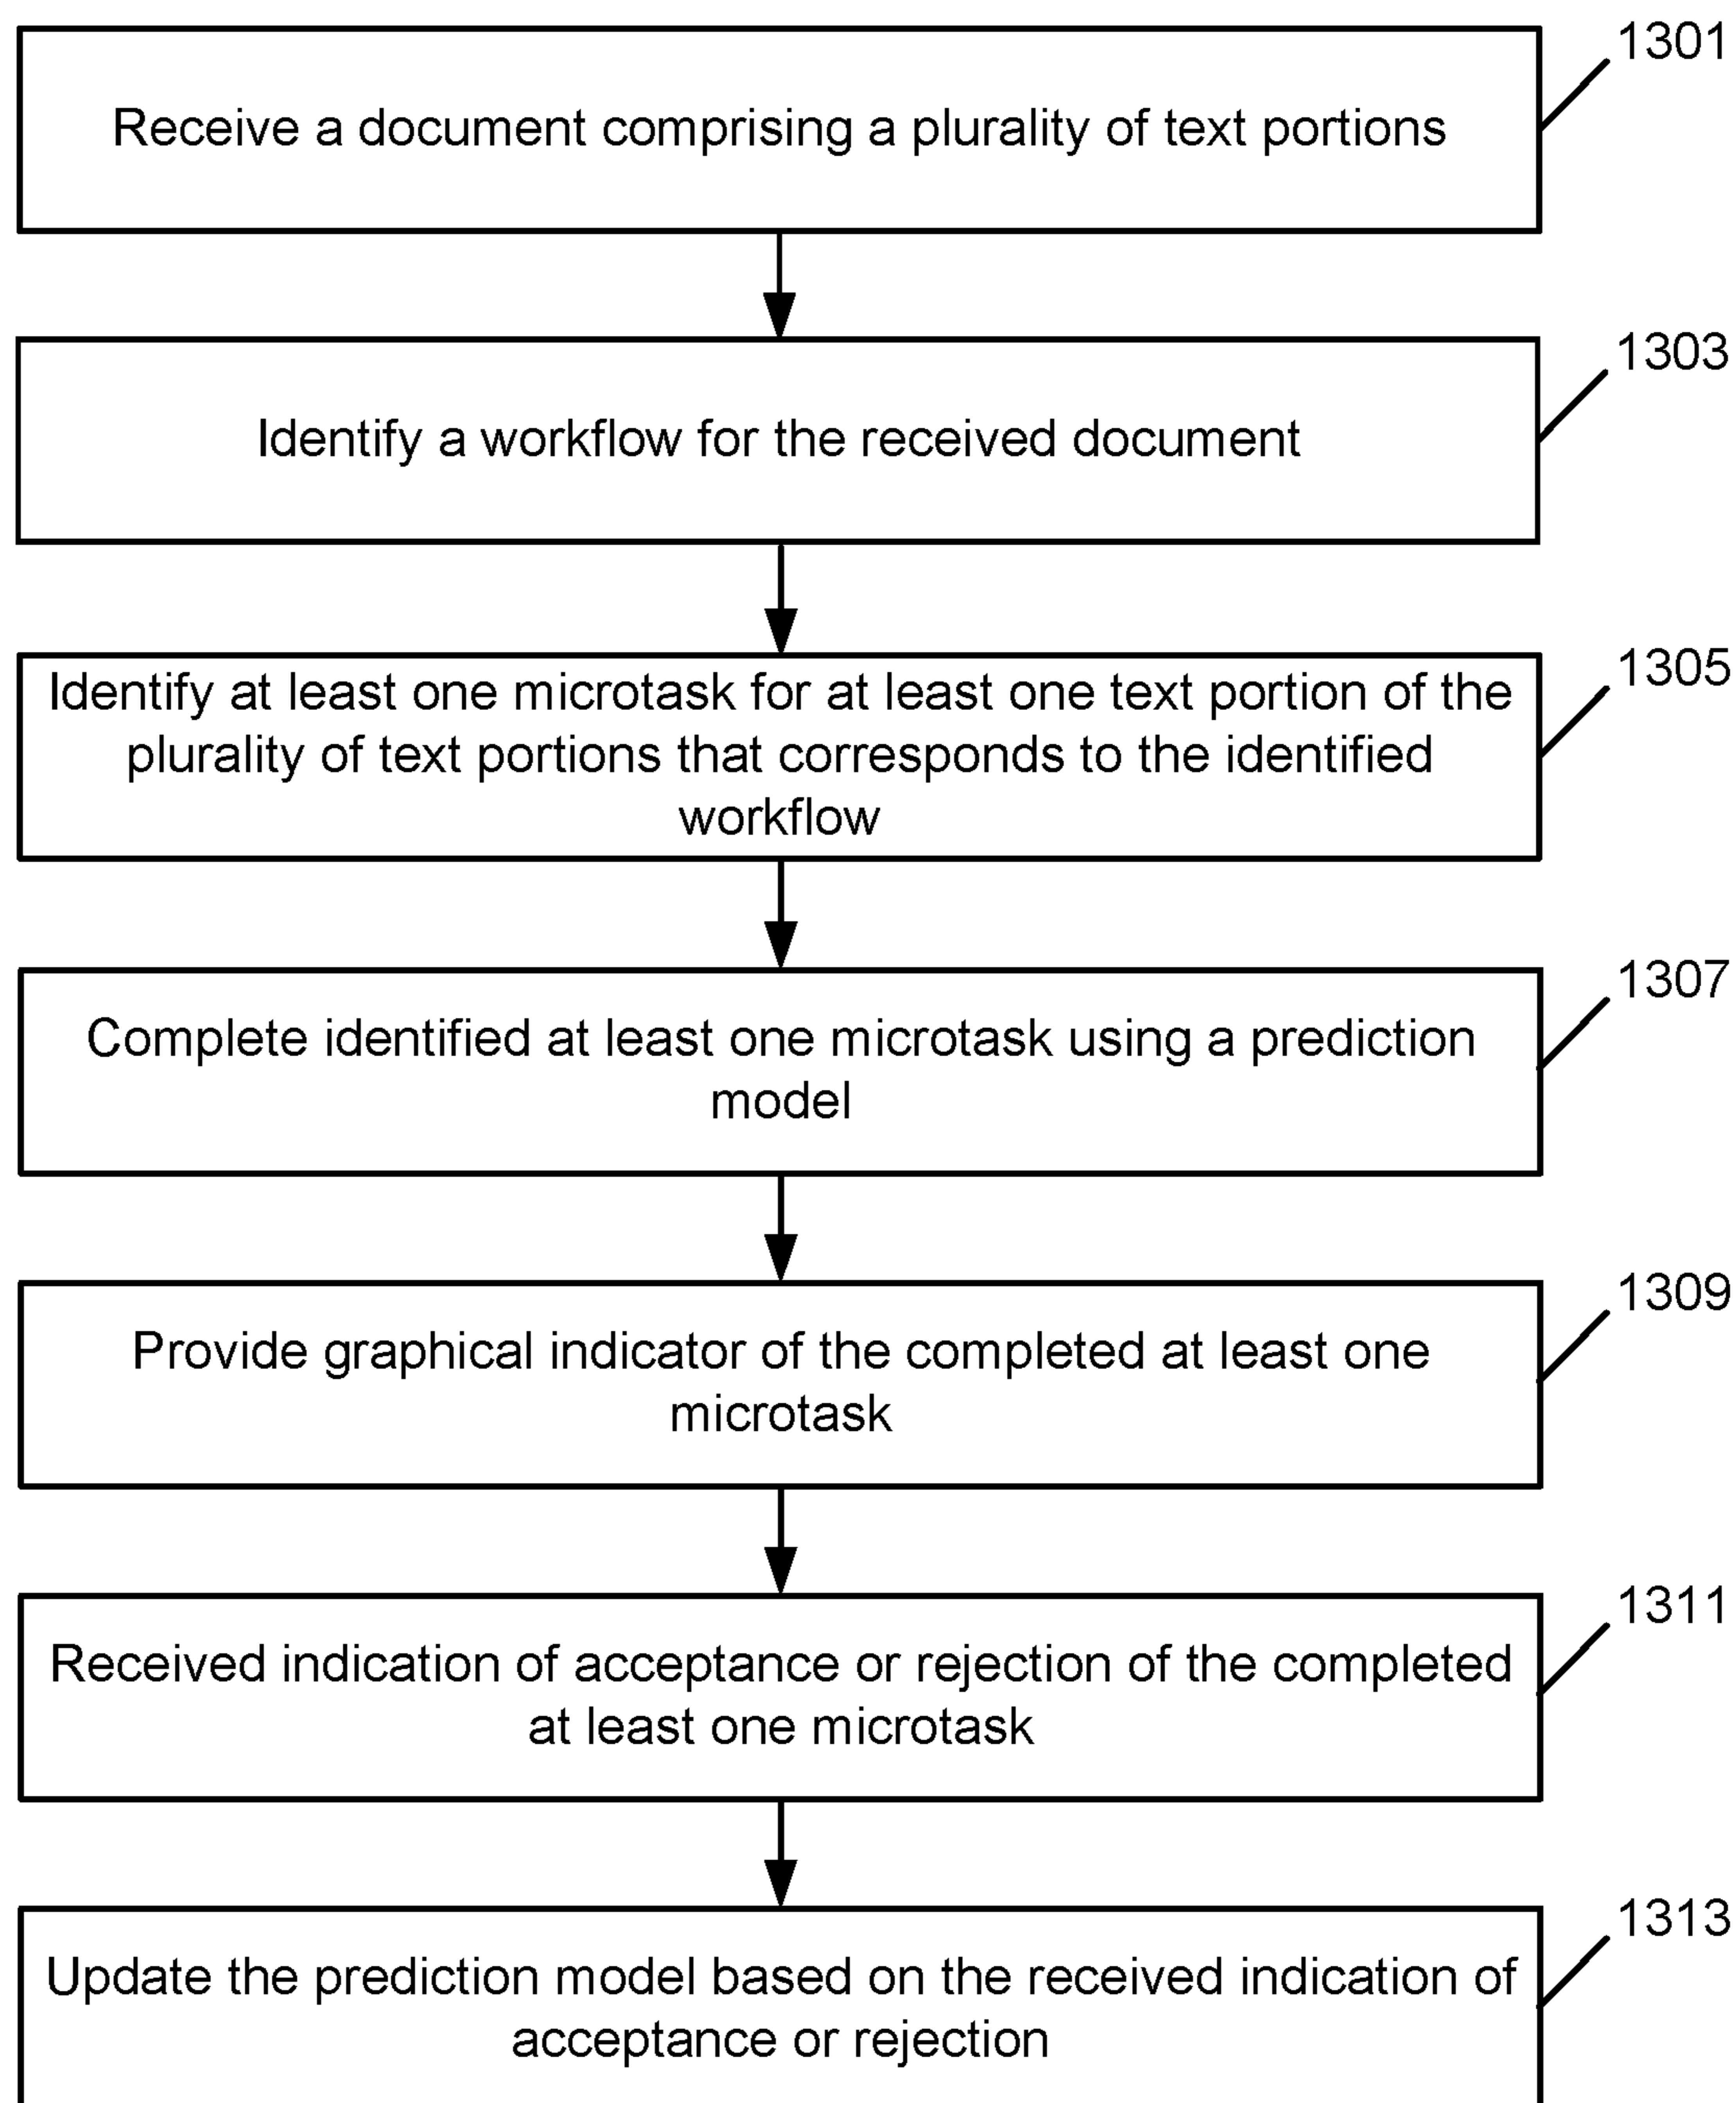 1301
Receive a document comprising a plurality of text portions
1303
Identify a workflow for the received document
1305
Identify at least one microtask for at least one text portion of the
plurality of text portions that corresponds to the identified
workflow
1307
Complete identified at least one microtask using a prediction
model
1309
Provide graphical indicator of the completed at least one
microtask
1311
Received indication of acceptance or rejection of the completed
at least one microtask
1313
Update the prediction model based on the received indication of
acceptance or rejection